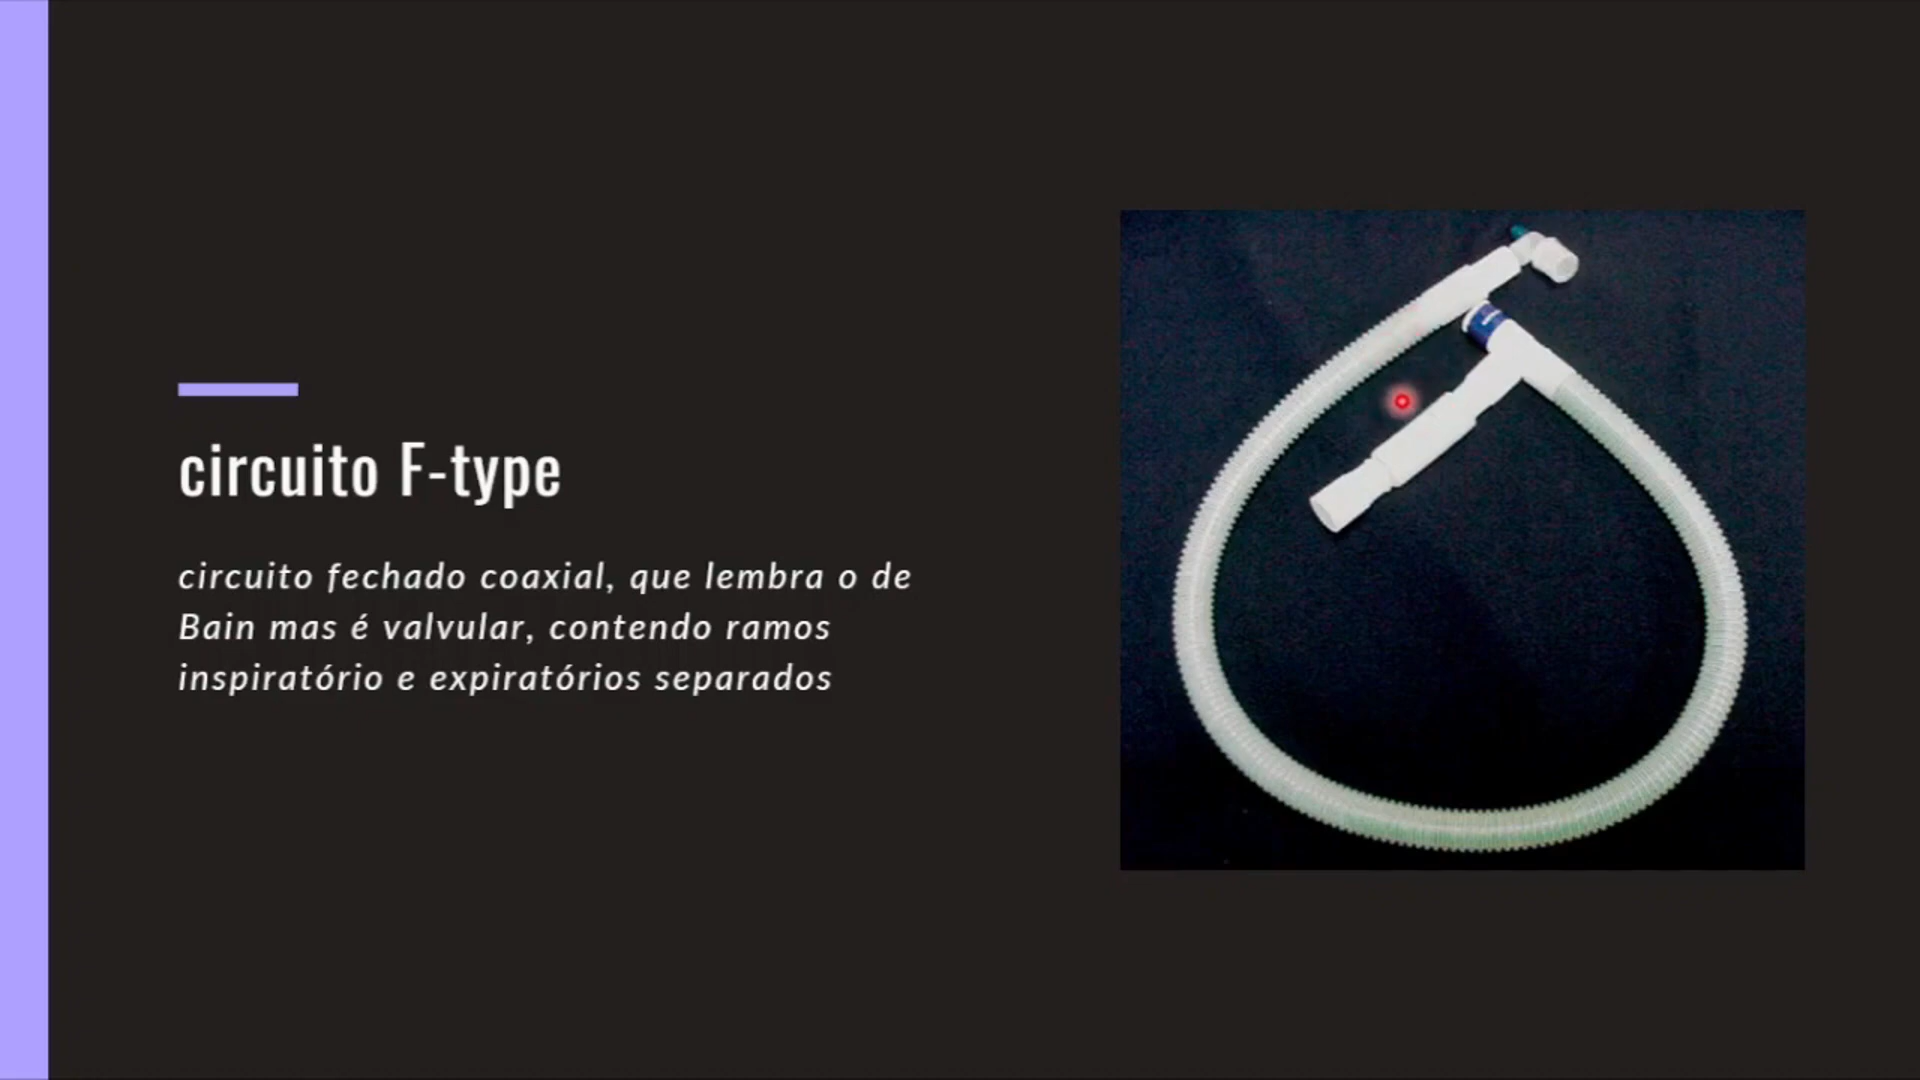 circuito F-type
circuito fechado coaxial, que lembra o de
Bain mas é valvular, contendo ramos
inspiratório e expiratórios separados